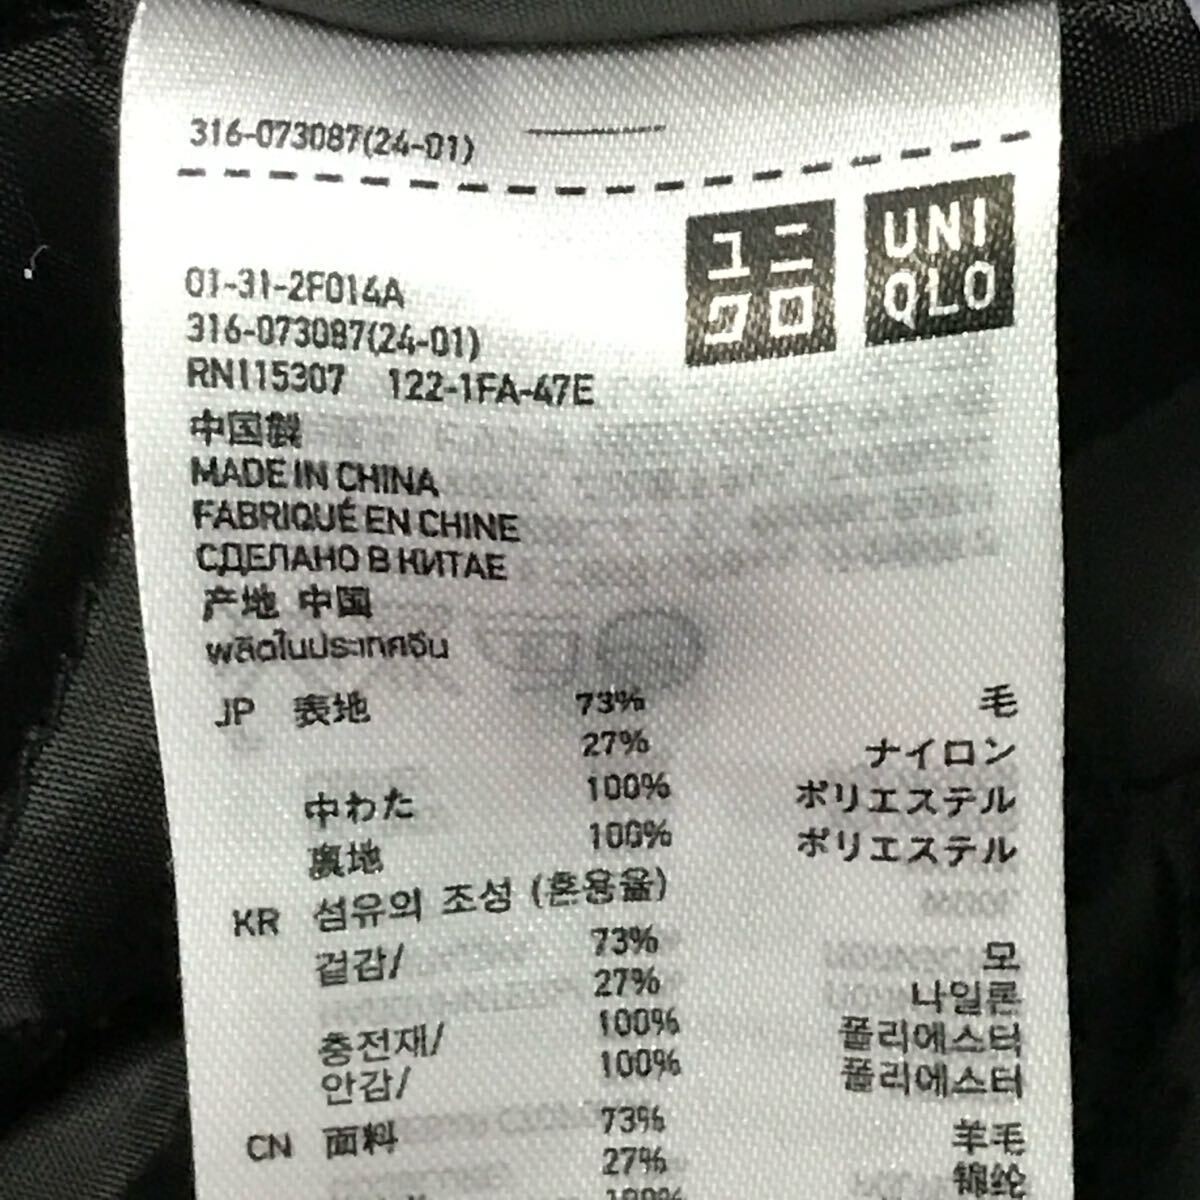 316-073087(24-01)
ユニ
クロ
UNI
QLO
01-31-2F014A
316-073087(24-01)
RN115307 122-1FA-47E
中国製
MADE IN CHINA
FABRIQUÉ EN CHINE
СДЕЛАНО В КИТАЕ
产地 中国
ผลิตในประเทศจีน
JP 表地 73% 毛
27% ナイロン
中わた 100% ポリエステル
裏地 100% ポリエステル
KR 섬유의 조성 (혼용율)
겉감/ 73% 모
27% 나일론
충전재/ 100% 폴리에스터
안감/ 100% 폴리에스터
CN 面料 73% 羊毛
27% 锦纶
100%